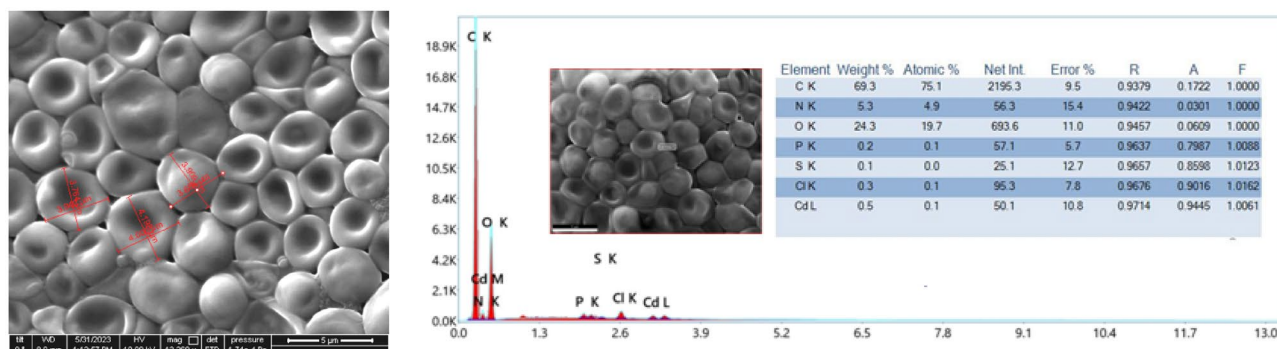 tilt WD 5/31/2023 HV mag det pressure
5 µm
18.9K
16.8K
14.7K
12.6K
10.5K
8.4K
6.3K
4.2K
2.1K
0.0K
C K
O K
Cd M
N K
S K
P K
Cl K
Cd L
0.0 1.3 2.6 3.9 5.2 6.5 7.8 9.1 10.4 11.7 13.0
Element Weight % Atomic % Net Int. Error % R A F
C K 69.3 75.1 2195.3 9.5 0.9379 0.1722 1.0000
N K 5.3 4.9 56.3 15.4 0.9422 0.0301 1.0000
O K 24.3 19.7 693.6 11.0 0.9457 0.0609 1.0000
P K 0.2 0.1 57.1 5.7 0.9637 0.7987 1.0088
S K 0.1 0.0 25.1 12.7 0.9657 0.8598 1.0123
Cl K 0.3 0.1 95.3 7.8 0.9676 0.9016 1.0162
Cd L 0.5 0.1 50.1 10.8 0.9714 0.9445 1.0061